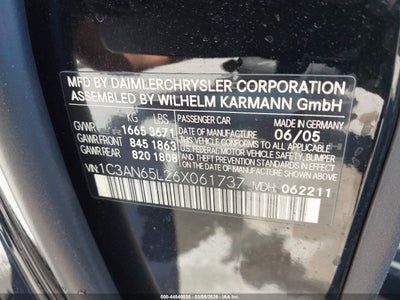 MFD BY DAIMLERCHRYSLER CORPORATION
ASSEMBLED BY WILHELM KARMANN GmbH
KG LBS PASSENGER CAR MADE IN GERMANY
GVWR 1665 3671 DATE OF MANUFACTURE 06/05
GAWR FRONT 845 1863 THIS VEHICLE CONFORMS TO ALL APPLICABLE
GAWR REAR 820 1808 FEDERAL MOTOR VEHICLE SAFETY, BUMPER AND THEFT PREVENTION STANDARDS IN EFFECT ON THE DATE OF MANUFACTURE SHOWN ABOVE.
VIN: 1C3AN65L26X061737 MDH: 062211